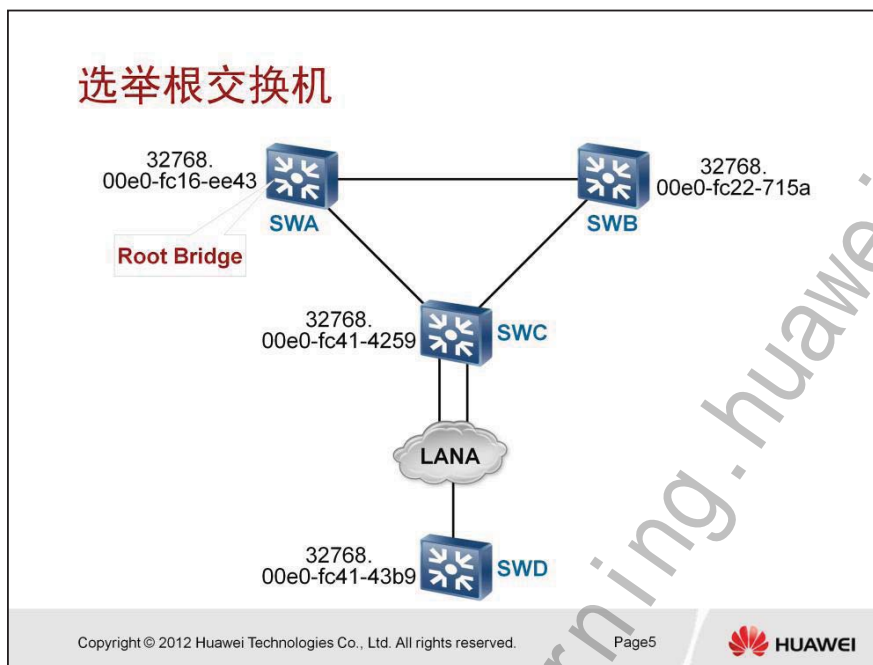 选举根交换机
32768.
00e0-fc16-ee43
SWA
Root Bridge
32768.
00e0-fc22-715a
SWB
32768.
00e0-fc41-4259
SWC
LANA
32768.
00e0-fc41-43b9
SWD
Copyright © 2012 Huawei Technologies Co., Ltd. All rights reserved.
Page5
HUAWEI
rning.huawei.